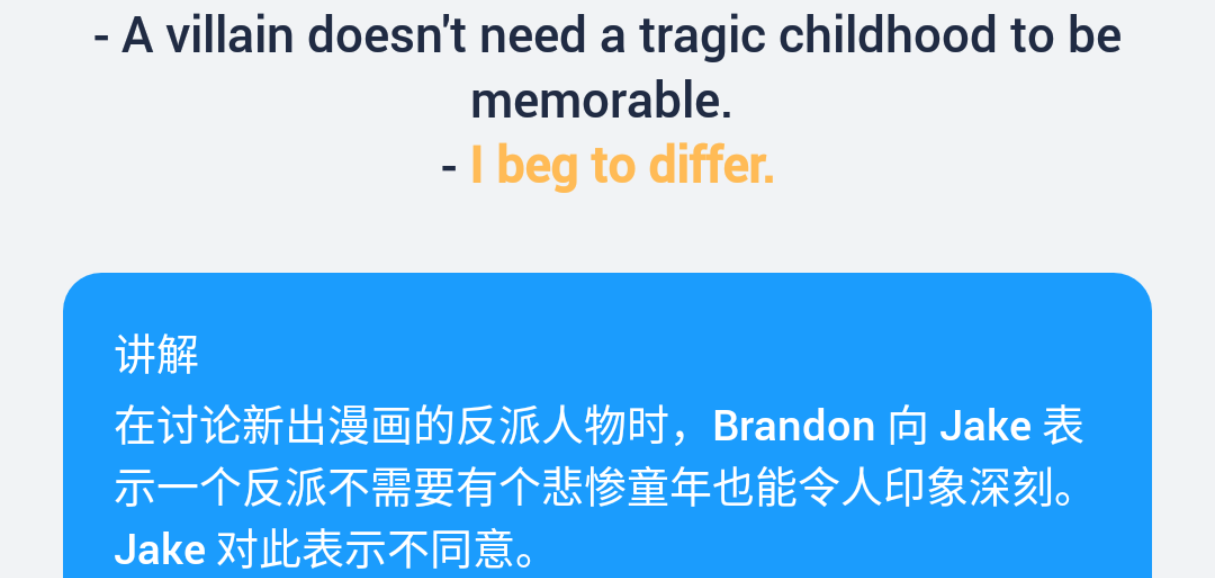 - A villain doesn't need a tragic childhood to be
memorable.
- I beg to differ.
讲解
在讨论新出漫画的反派人物时，Brandon 向 Jake 表
示一个反派不需要有个悲惨童年也能令人印象深刻。
Jake 对此表示不同意。